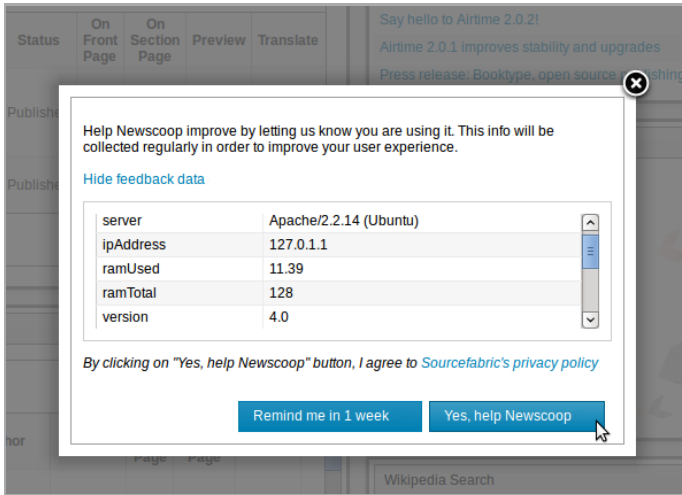 Status
On Front Page
On Section Page
Preview
Translate
Say hello to Airtime 2.0.2!
Airtime 2.0.1 improves stability and upgrades
Press release: Booktype, open source
Help Newscoop improve by letting us know you are using it. This info will be
collected regularly in order to improve your user experience.
Hide feedback data
server Apache/2.2.14 (Ubuntu)
ipAddress 127.0.1.1
ramUsed 11.39
ramTotal 128
version 4.0
By clicking on "Yes, help Newscoop" button, I agree to Sourcefabric's privacy policy
Remind me in 1 week
Yes, help Newscoop
Page Page
Wikipedia Search